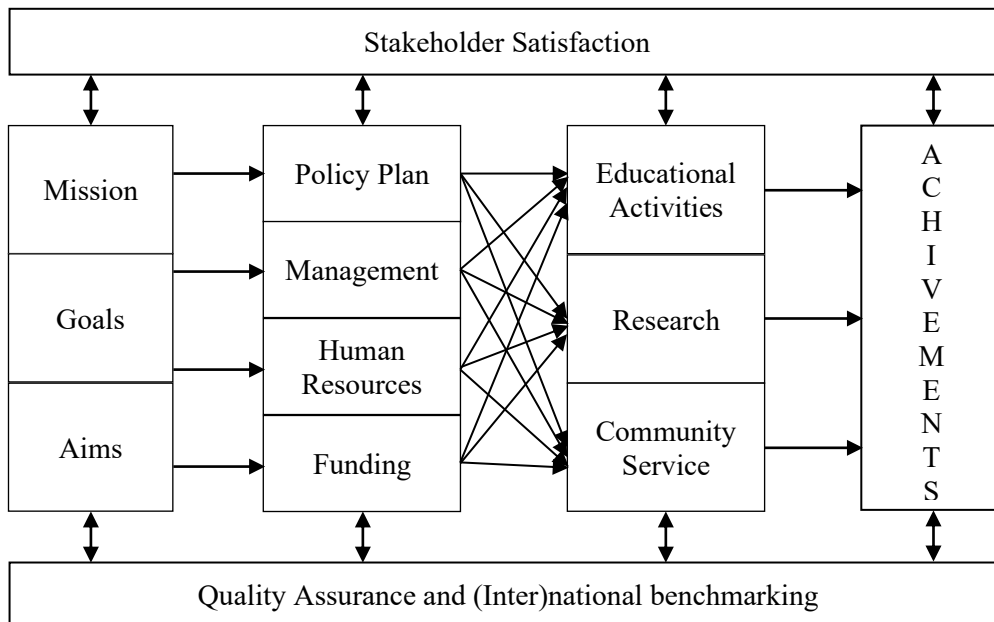 Stakeholder Satisfaction
Mission
Goals
Aims
Policy Plan
Management
Human
Resources
Funding
Educational
Activities
Research
Community
Service
A
C
H
I
V
E
M
E
N
T
S
Quality Assurance and (Inter)national benchmarking